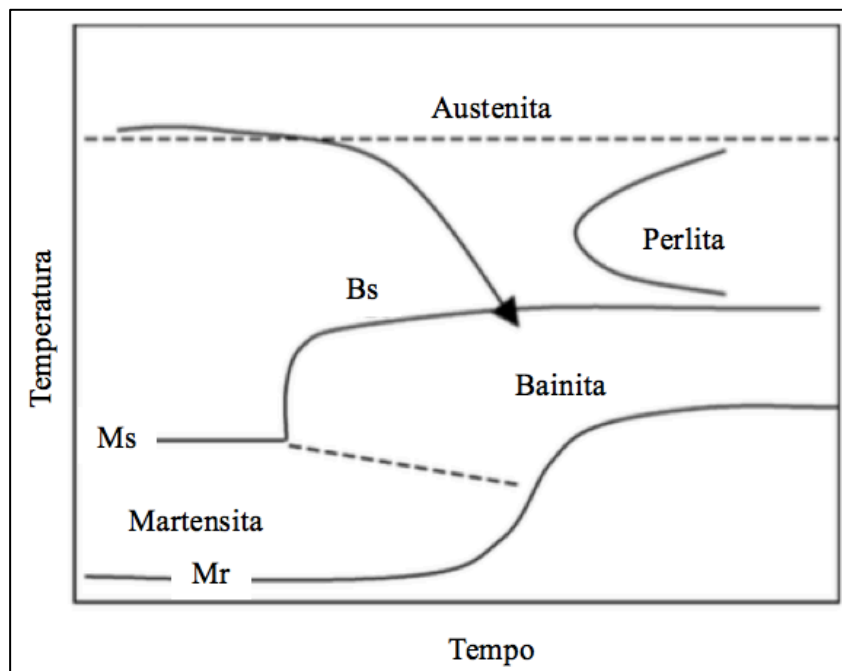 Austenita
Perlita
Bs
Bainita
Ms
Martensita
Mr
Temperatura
Tempo